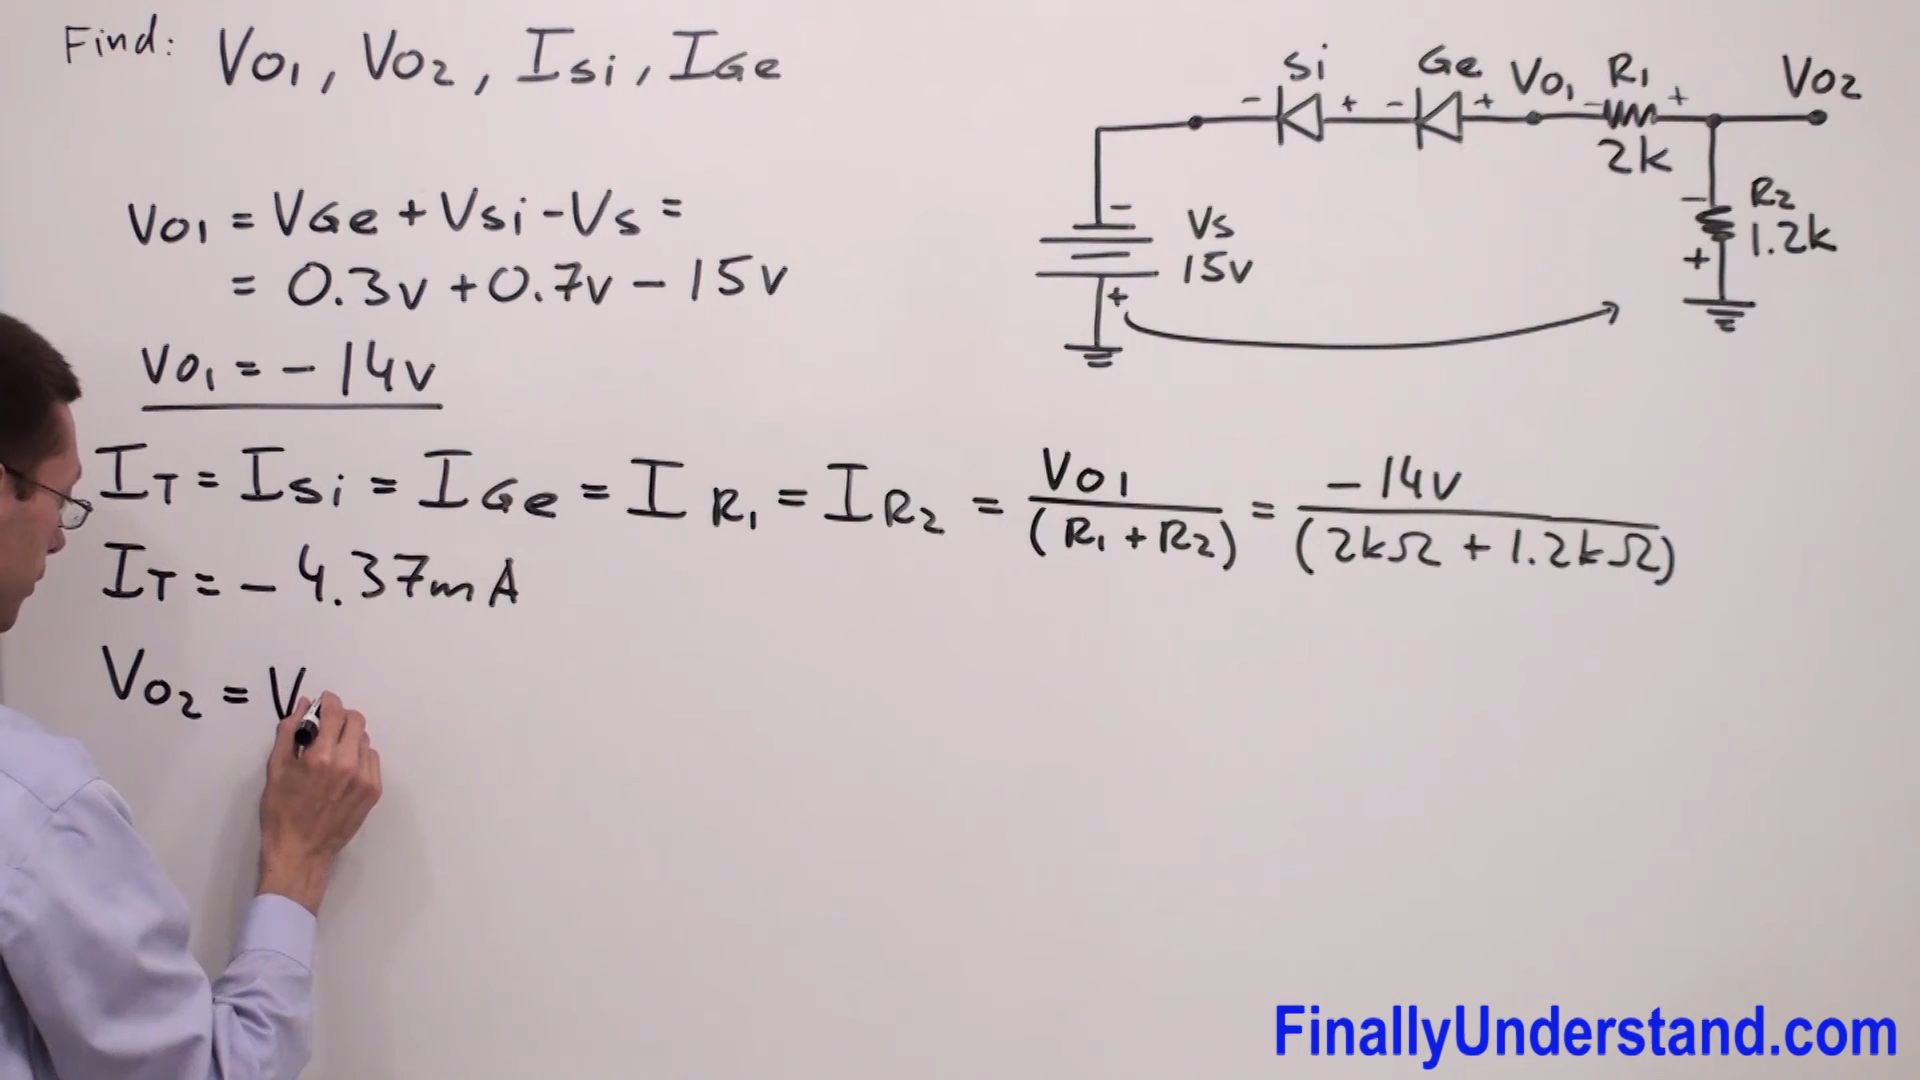 Find: VO1, VO2, ISi, IGe
VO1 = VGe + VSi - VS =
= 0.3v + 0.7v - 15v
VO1 = - 14v
IT = ISi = IGe = I R1 = IR2 = VO1 / (R1 + R2) = -14v / (2kΩ + 1.2kΩ)
IT = - 4.37mA
VO2 = V
Si
Ge
VO1
R1
VO2
- + - + - +
2k
-
R2
1.2k
+
-
VS
15v
+
FinallyUnderstand.com